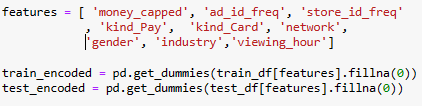 features = [ 'money_capped', 'ad_id_freq', 'store_id_freq'
, 'kind_Pay', 'kind_Card', 'network',
'gender', 'industry','viewing_hour']
train_encoded = pd.get_dummies(train_df[features].fillna(0))
test_encoded = pd.get_dummies(test_df[features].fillna(0))